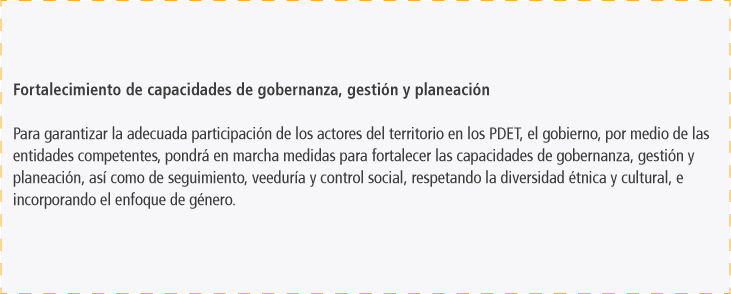 Fortalecimiento de capacidades de gobernanza, gestión y planeación
Para garantizar la adecuada participación de los actores del territorio en los PDET, el gobierno, por medio de las
entidades competentes, pondrá en marcha medidas para fortalecer las capacidades de gobernanza, gestión y
planeación, así como de seguimiento, veeduría y control social, respetando la diversidad étnica y cultural, e
incorporando el enfoque de género.